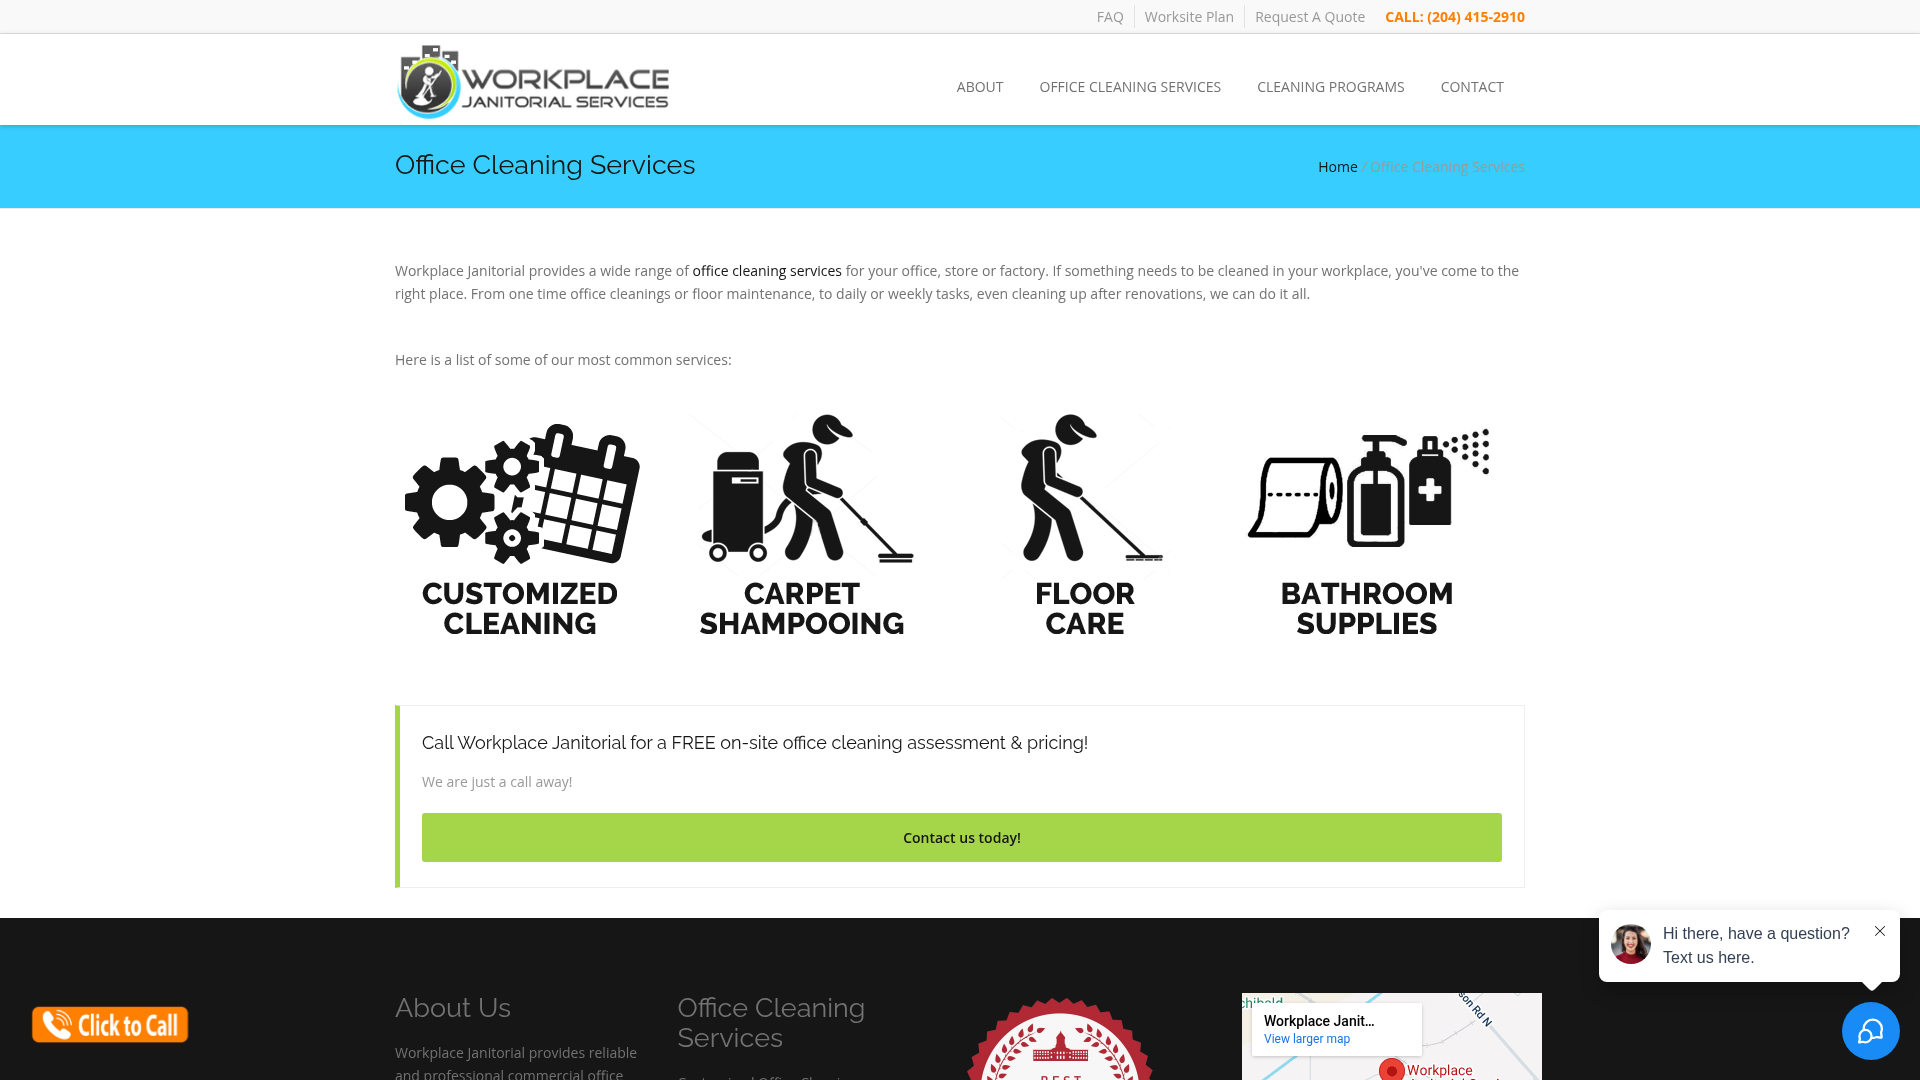 FAQ
Worksite Plan
Request A Quote
CALL: (204) 415-2910
WORKPLACE
JANITORIAL SERVICES
ABOUT
OFFICE CLEANING SERVICES
CLEANING PROGRAMS
CONTACT
Office Cleaning Services
Home / Office Cleaning Services
Workplace Janitorial provides a wide range of office cleaning services for your office, store or factory. If something needs to be cleaned in your workplace, you've come to the
right place. From one time office cleanings or floor maintenance, to daily or weekly tasks, even cleaning up after renovations, we can do it all.
Here is a list of some of our most common services:
CUSTOMIZED
CLEANING
CARPET
SHAMPOOING
FLOOR
CARE
BATHROOM
SUPPLIES
Call Workplace Janitorial for a FREE on-site office cleaning assessment & pricing!
We are just a call away!
Contact us today!
Hi there, have a question?
Text us here.
Click to Call
About Us
Workplace Janitorial provides reliable
and professional commercial office
Office Cleaning
Services
BEST
Workplace Janit...
View larger map
Workplace